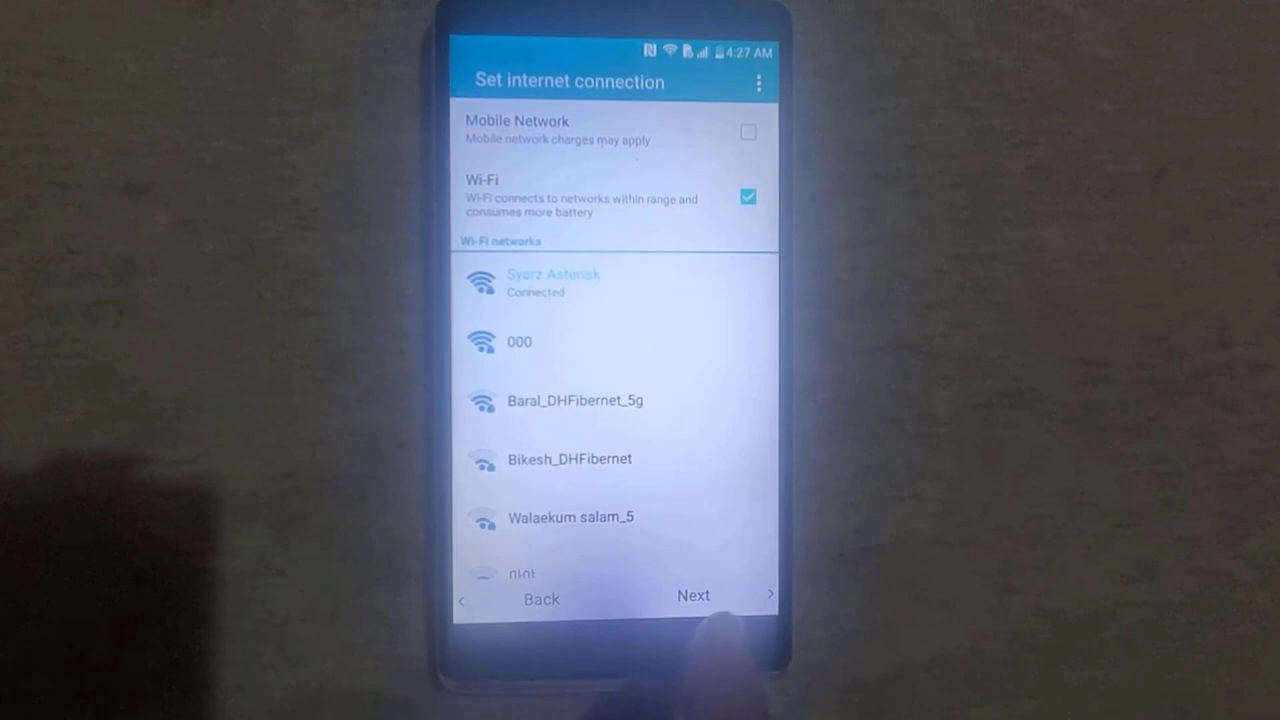 4:27 AM
Set internet connection
Mobile Network
Mobile network charges may apply
Wi-Fi
Wi-Fi connects to networks within range and
consumes more battery
Wi-Fi networks
Syarz Asterisk
Connected
000
Baral_DHFibernet_5g
Bikesh_DHFibernet
Walaekum salam_5
Back
Next